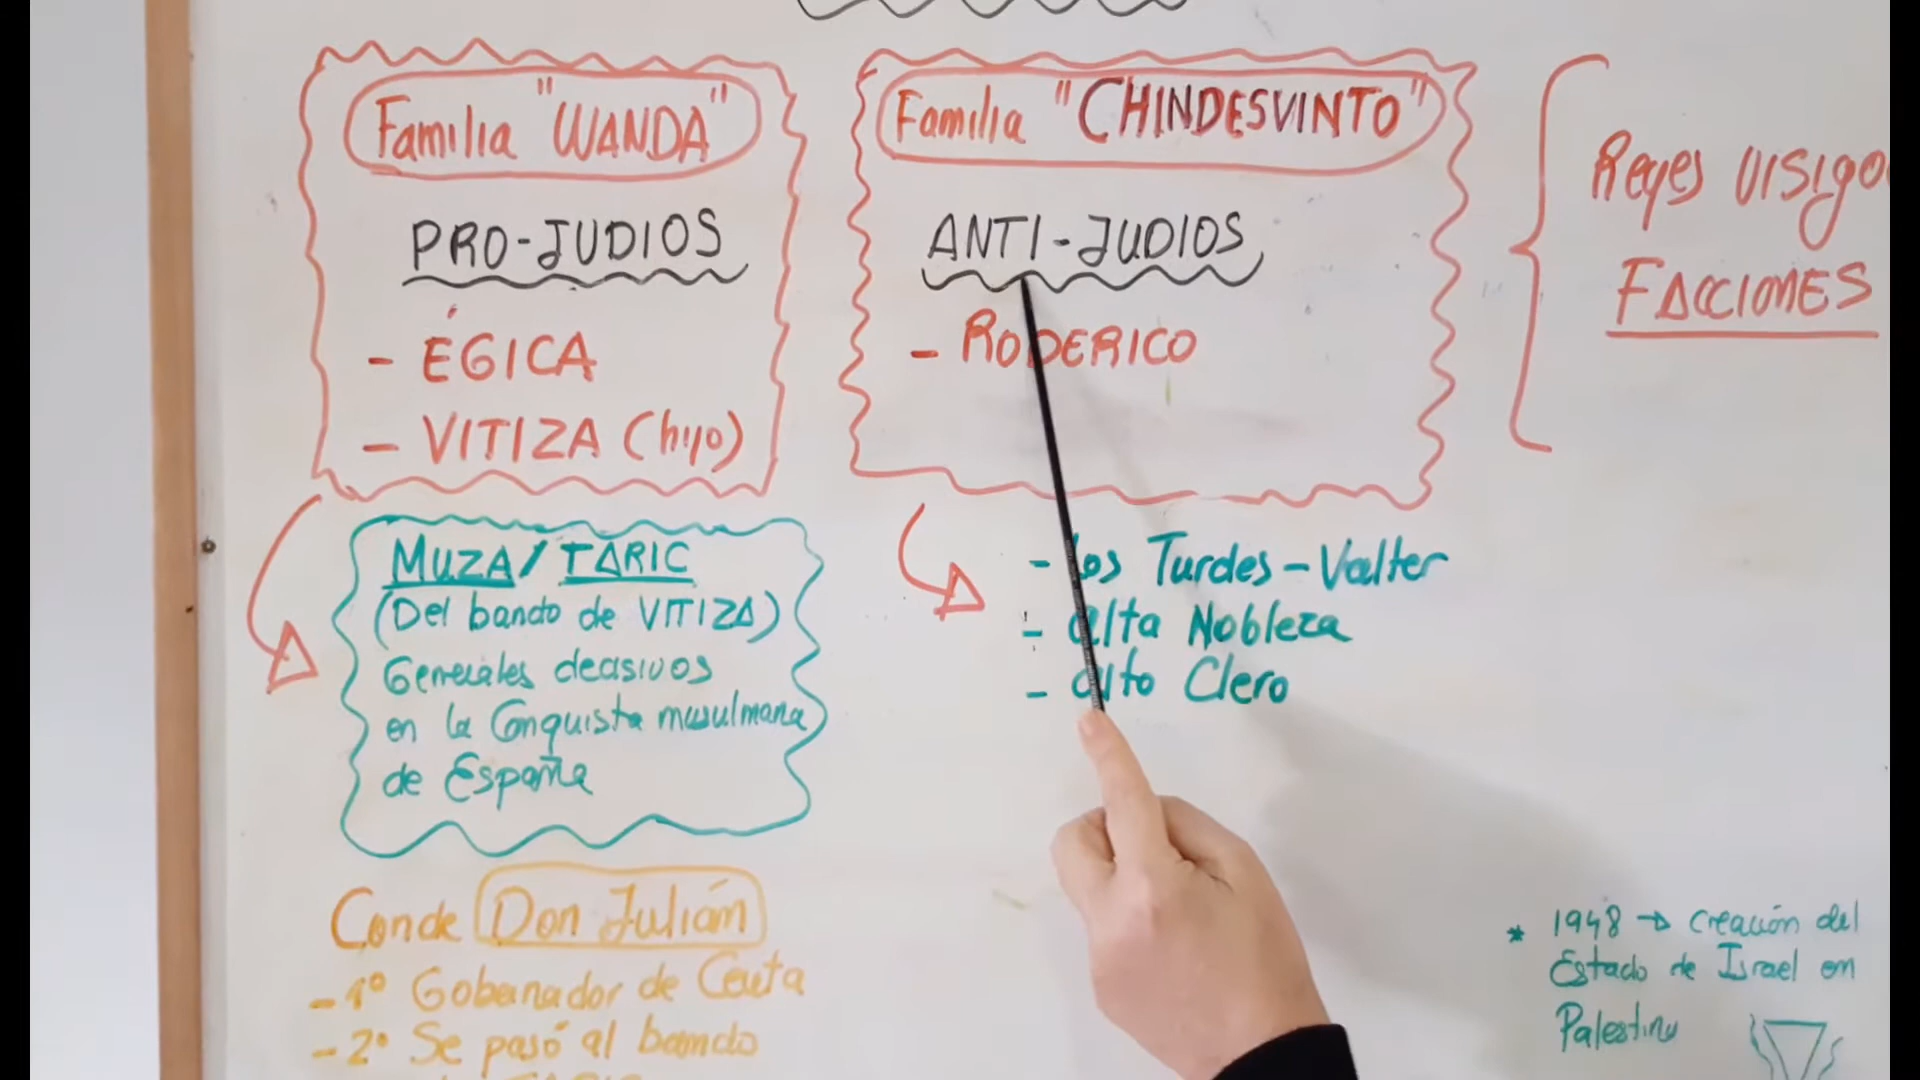 Familia "WANDA"
PRO-JUDIOS
- ÉGICA
- VITIZA (hijo)
MUZA / TARIC
(Del bando de VITIZA)
Generales decisivos
en la Conquista musulmana
de España
Conde Don Julián
- 1º Gobernador de Ceuta
- 2º Se pasó al bando
Familia "CHINDESVINTO"
ANTI-JUDIOS
- RODERICO
- Los Turdes-Valter
- alta Nobleza
- alto Clero
Reyes VISIGO
FACCIONES
* 1948 → Creación del
Estado de Israel en
Palestina